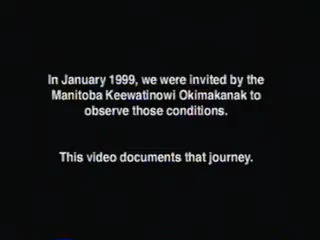 In January 1999, we were invited by the
Manitoba Keewatinowi Okimakanak to
observe those conditions.
This video documents that journey.